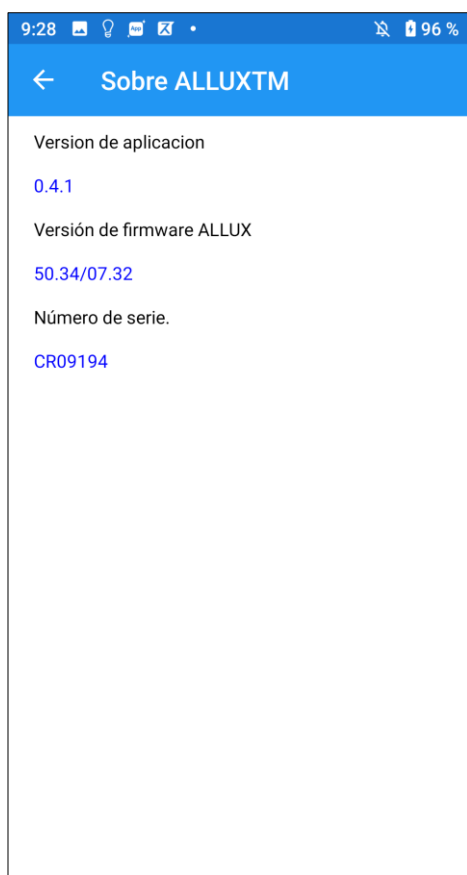 9:28 96 %
Sobre ALLUXTM
Version de aplicacion
0.4.1
Versión de firmware ALLUX
50.34/07.32
Número de serie.
CR09194